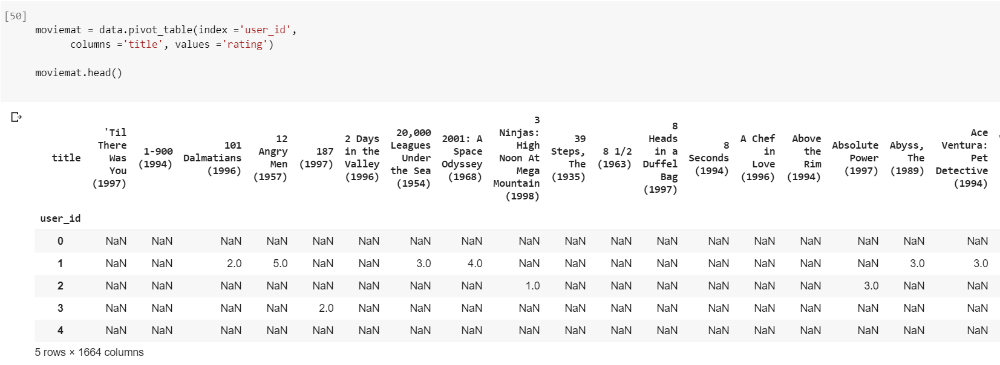 [50]
moviemat = data.pivot_table(index ='user_id',
columns ='title', values ='rating')
moviemat.head()
title 'Til There Was You (1997) 1-900 (1994) 101 Dalmatians (1996) 12 Angry Men (1957) 187 (1997) 2 Days in the Valley (1996) 20,000 Leagues Under the Sea (1954) 2001: A Space Odyssey (1968) 3 Ninjas: High Noon At Mega Mountain (1998) 39 Steps, The (1935) 8 1/2 (1963) 8 Heads in a Duffel Bag (1997) 8 Seconds (1994) A Chef in Love (1996) Above the Rim (1994) Absolute Power (1997) Abyss, The (1989) Ace Ventura: Pet Detective (1994)
user_id
0 NaN NaN NaN NaN NaN NaN NaN NaN NaN NaN NaN NaN NaN NaN NaN NaN NaN NaN
1 NaN NaN 2.0 5.0 NaN NaN 3.0 4.0 NaN NaN NaN NaN NaN NaN NaN NaN 3.0 3.0
2 NaN NaN NaN NaN NaN NaN NaN NaN 1.0 NaN NaN NaN NaN NaN NaN 3.0 NaN NaN
3 NaN NaN NaN NaN 2.0 NaN NaN NaN NaN NaN NaN NaN NaN NaN NaN NaN NaN NaN
4 NaN NaN NaN NaN NaN NaN NaN NaN NaN NaN NaN NaN NaN NaN NaN NaN NaN NaN
5 rows × 1664 columns